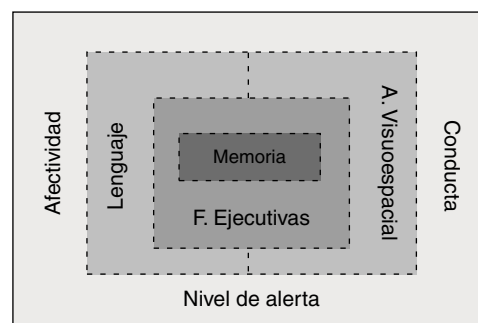 Afectividad
Lenguaje
Memoria
F. Ejecutivas
A. Visuoespacial
Conducta
Nivel de alerta